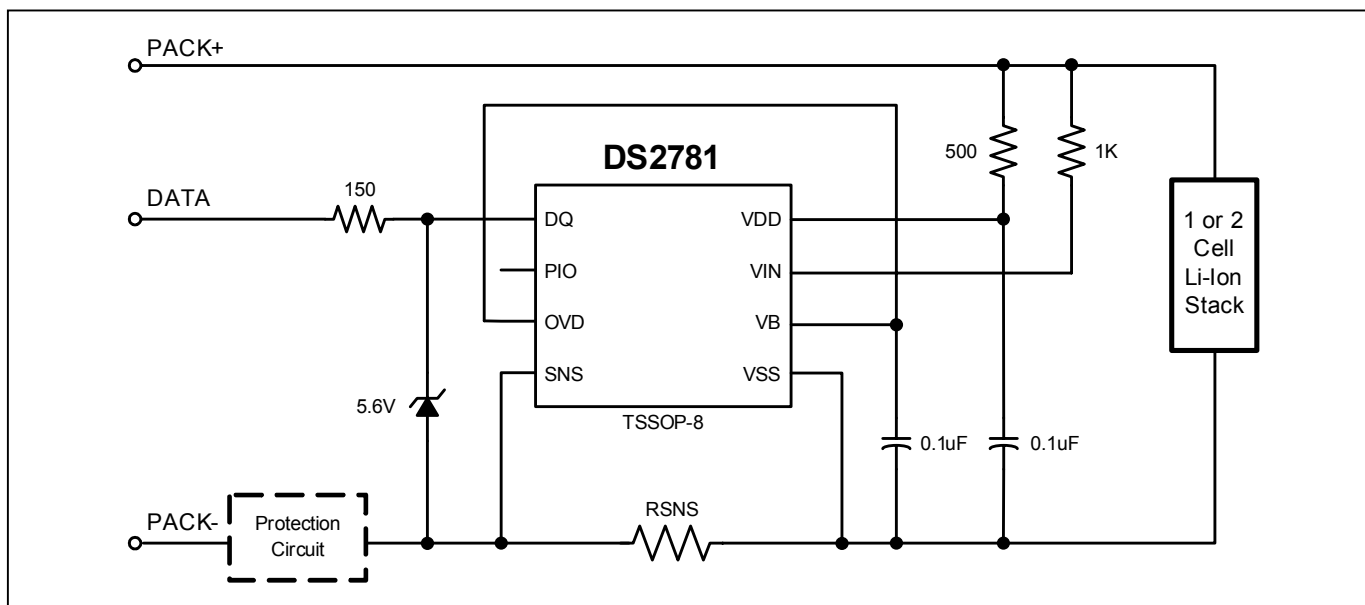 PACK+
DS2781
500
1K
DATA
150
DQ
VDD
1 or 2
Cell
Li-Ion
Stack
PIO
VIN
OVD
VB
SNS
VSS
5.6V
TSSOP-8
0.1uF
0.1uF
RSNS
PACK-
Protection
Circuit